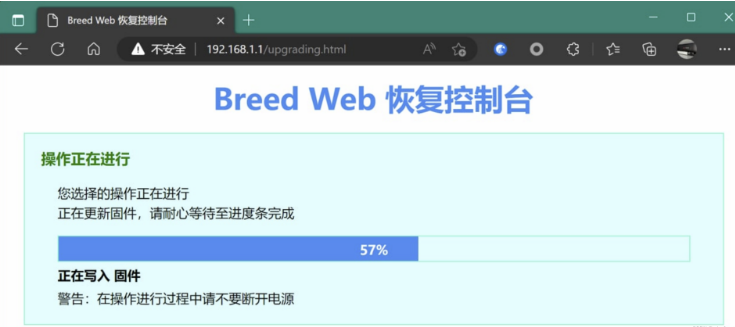 Breed Web 恢复控制台
不安全 192.168.1.1/upgrading.html
Breed Web 恢复控制台
操作正在进行
您选择的操作正在进行
正在更新固件，请耐心等待至进度条完成
57%
正在写入 固件
警告：在操作进行过程中请不要断开电源